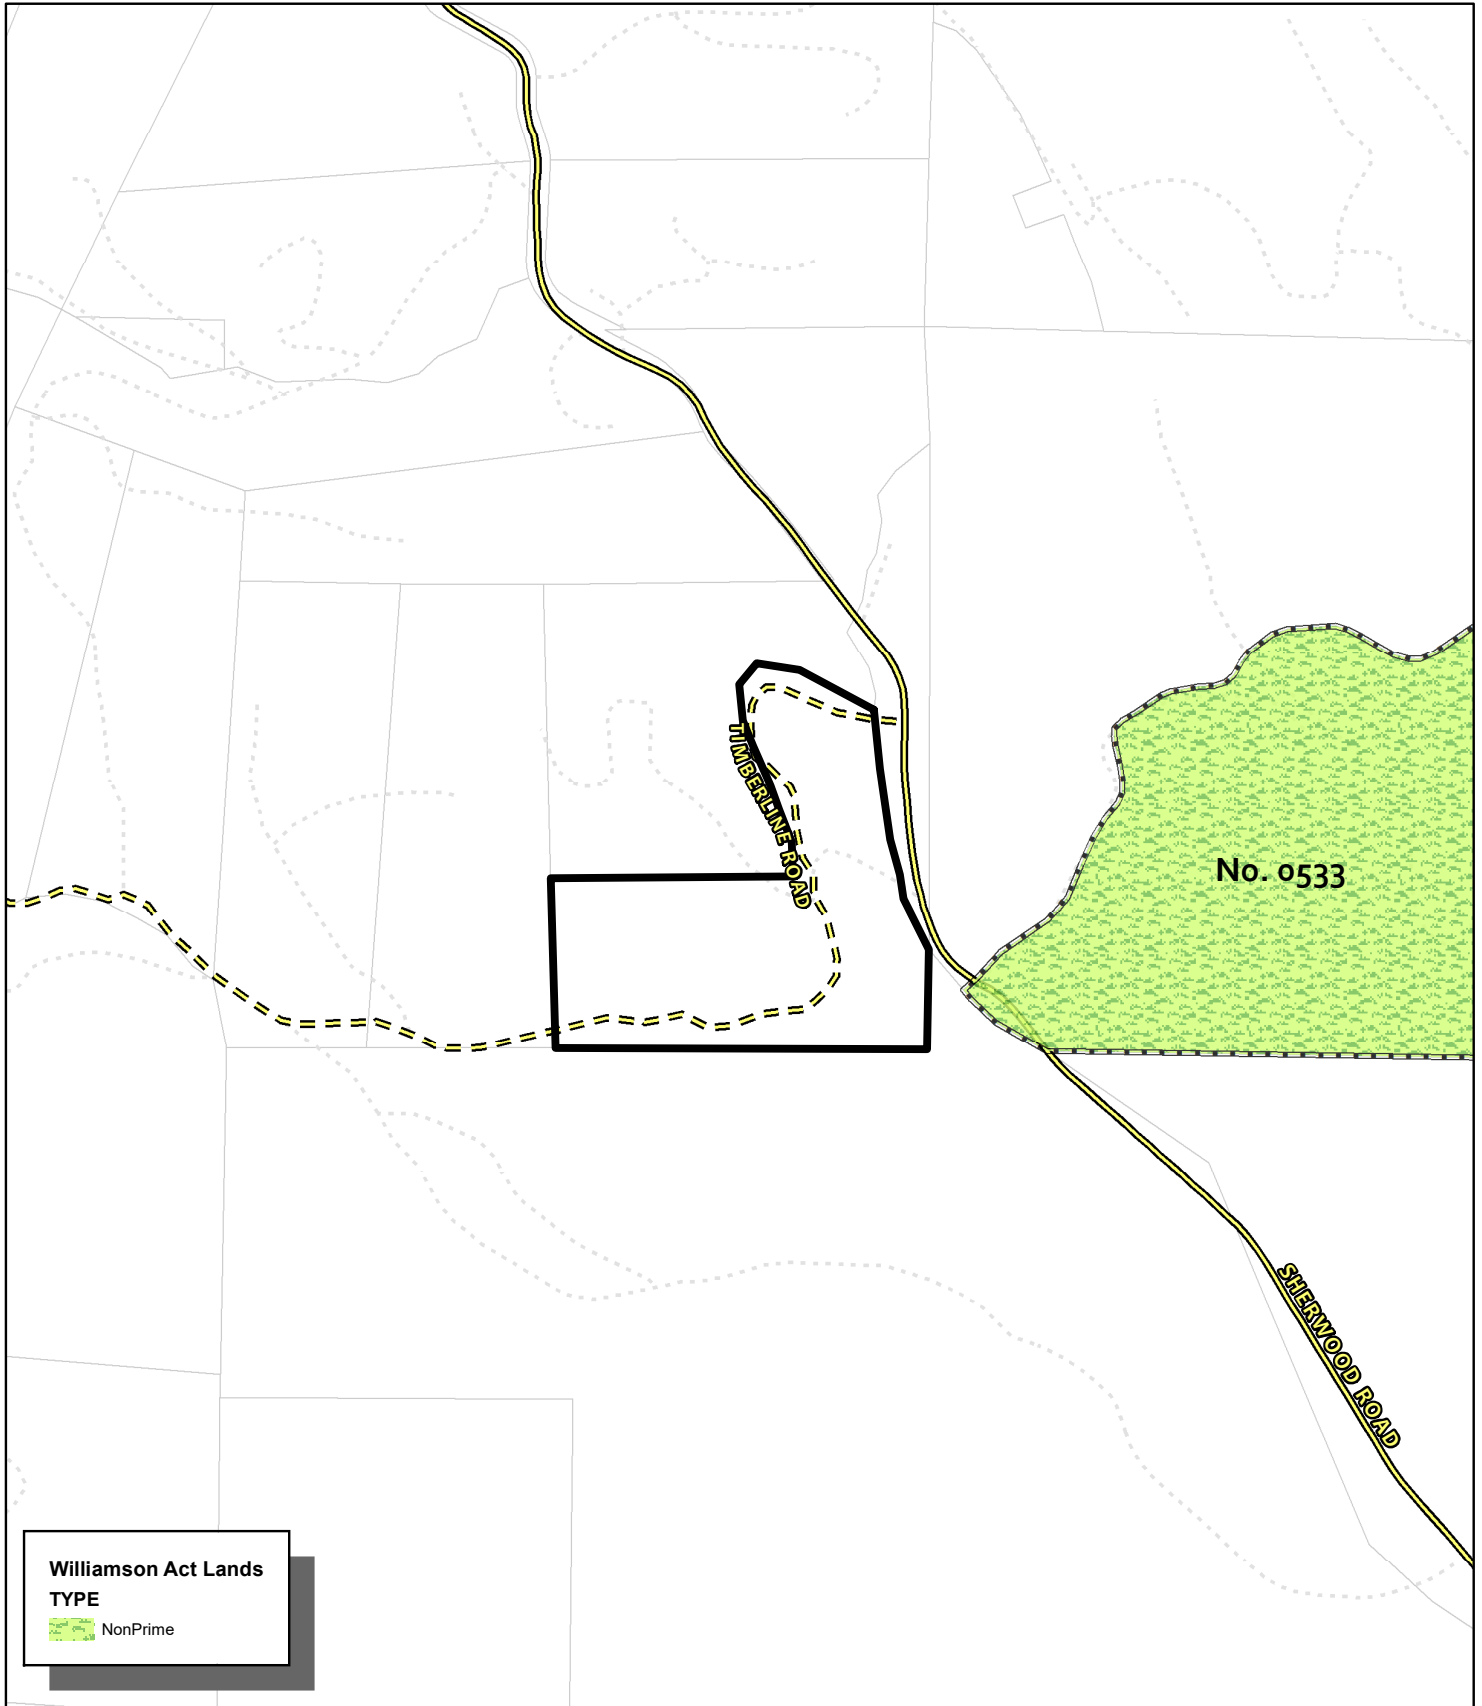 TIMBERLINE ROAD
No. 0533
SHERWOOD ROAD
Williamson Act Lands
TYPE
NonPrime